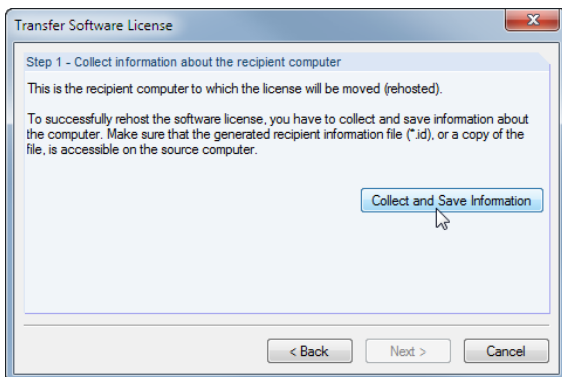 Transfer Software License
Step 1 - Collect information about the recipient computer
This is the recipient computer to which the license will be moved (rehosted).
To successfully rehost the software license, you have to collect and save information about
the computer. Make sure that the generated recipient information file (*.id), or a copy of the
file, is accessible on the source computer.
Collect and Save Information
< Back
Next >
Cancel